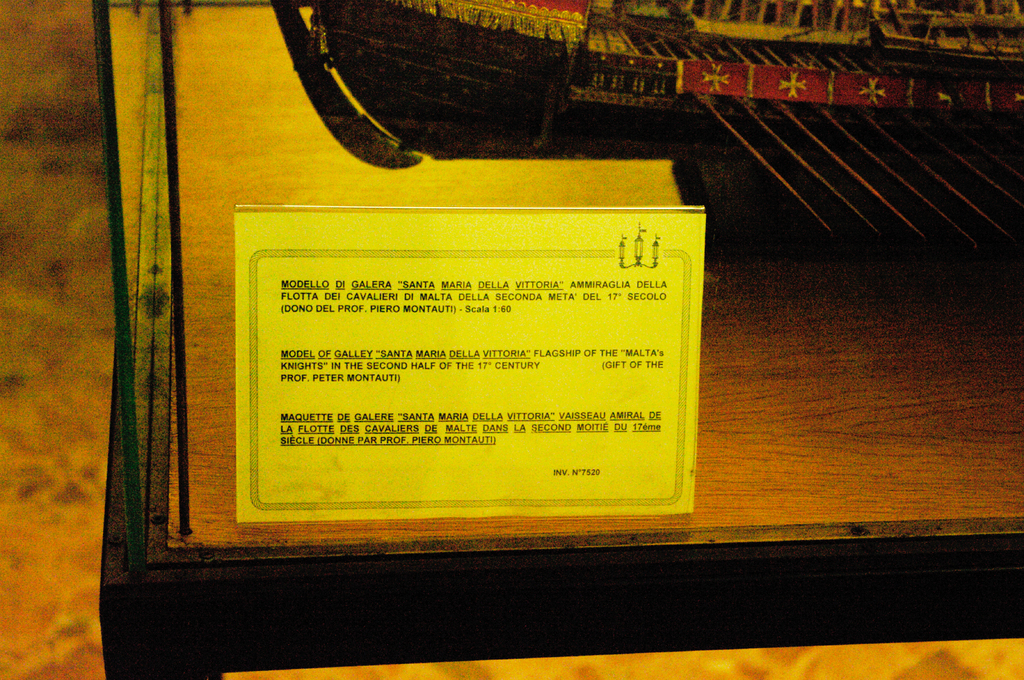 MODELLO DI GALERA "SANTA MARIA DELLA VITTORIA" AMMIRAGLIA DELLA
FLOTTA DEI CAVALIERI DI MALTA DELLA SECONDA META' DEL 17° SECOLO
(DONO DEL PROF. PIERO MONTAUTI) - Scala 1:60
MODEL OF GALLEY "SANTA MARIA DELLA VITTORIA" FLAGSHIP OF THE "MALTA's
KNIGHTS" IN THE SECOND HALF OF THE 17° CENTURY (GIFT OF THE
PROF. PETER MONTAUTI)
MAQUETTE DE GALERE "SANTA MARIA DELLA VITTORIA" VAISSEAU AMIRAL DE
LA FLOTTE DES CAVALIERS DE MALTE DANS LA SECOND MOITIÈ DU 17éme
SIÈCLE (DONNE PAR PROF. PIERO MONTAUTI)
INV. N°7520